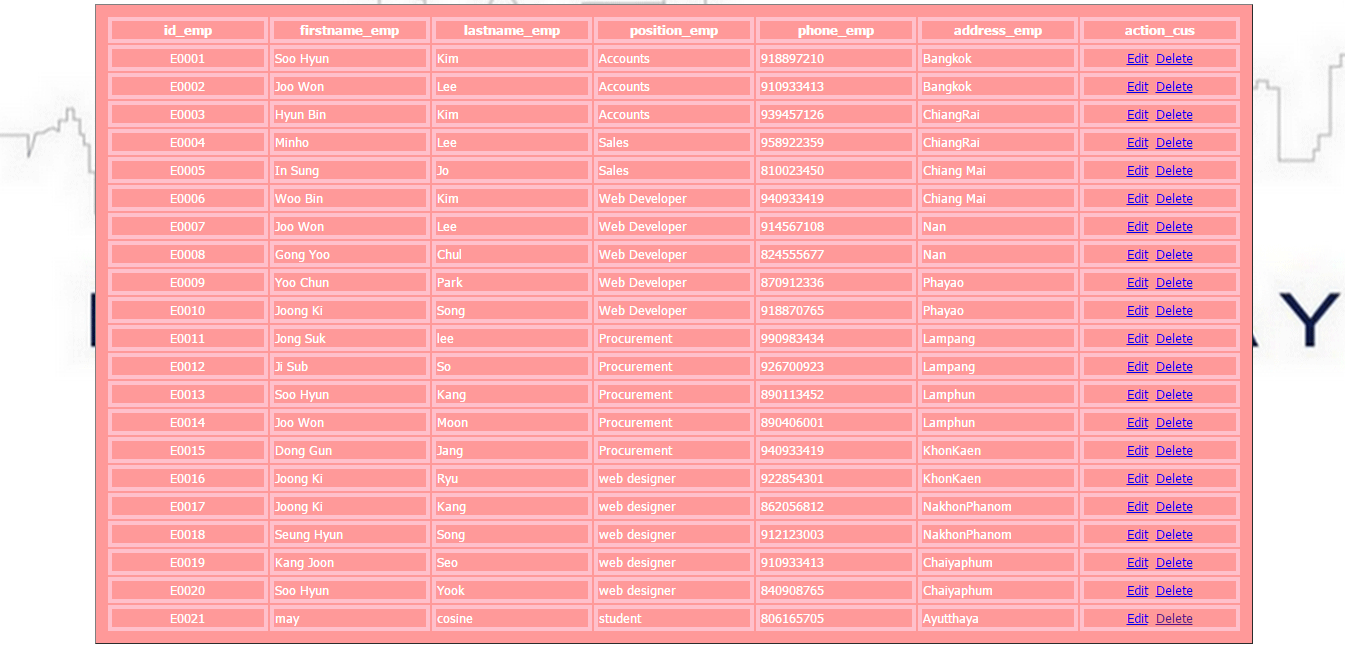 id_emp firstname_emp lastname_emp position_emp phone_emp address_emp action_cus
E0001 Soo Hyun Kim Accounts 918897210 Bangkok Edit Delete
E0002 Joo Won Lee Accounts 910933413 Bangkok Edit Delete
E0003 Hyun Bin Kim Accounts 939457126 ChiangRai Edit Delete
E0004 Minho Lee Sales 958922359 ChiangRai Edit Delete
E0005 In Sung Jo Sales 810023450 Chiang Mai Edit Delete
E0006 Woo Bin Kim Web Developer 940933419 Chiang Mai Edit Delete
E0007 Joo Won Lee Web Developer 914567108 Nan Edit Delete
E0008 Gong Yoo Chul Web Developer 824555677 Nan Edit Delete
E0009 Yoo Chun Park Web Developer 870912336 Phayao Edit Delete
E0010 Joong Ki Song Web Developer 918870765 Phayao Edit Delete
E0011 Jong Suk lee Procurement 990983434 Lampang Edit Delete
E0012 Ji Sub So Procurement 926700923 Lampang Edit Delete
E0013 Soo Hyun Kang Procurement 890113452 Lamphun Edit Delete
E0014 Joo Won Moon Procurement 890406001 Lamphun Edit Delete
E0015 Dong Gun Jang Procurement 940933419 KhonKaen Edit Delete
E0016 Joong Ki Ryu web designer 922854301 KhonKaen Edit Delete
E0017 Joong Ki Kang web designer 862056812 NakhonPhanom Edit Delete
E0018 Seung Hyun Song web designer 912123003 NakhonPhanom Edit Delete
E0019 Kang Joon Seo web designer 910933413 Chaiyaphum Edit Delete
E0020 Soo Hyun Yook web designer 840908765 Chaiyaphum Edit Delete
E0021 may cosine student 806165705 Ayutthaya Edit Delete